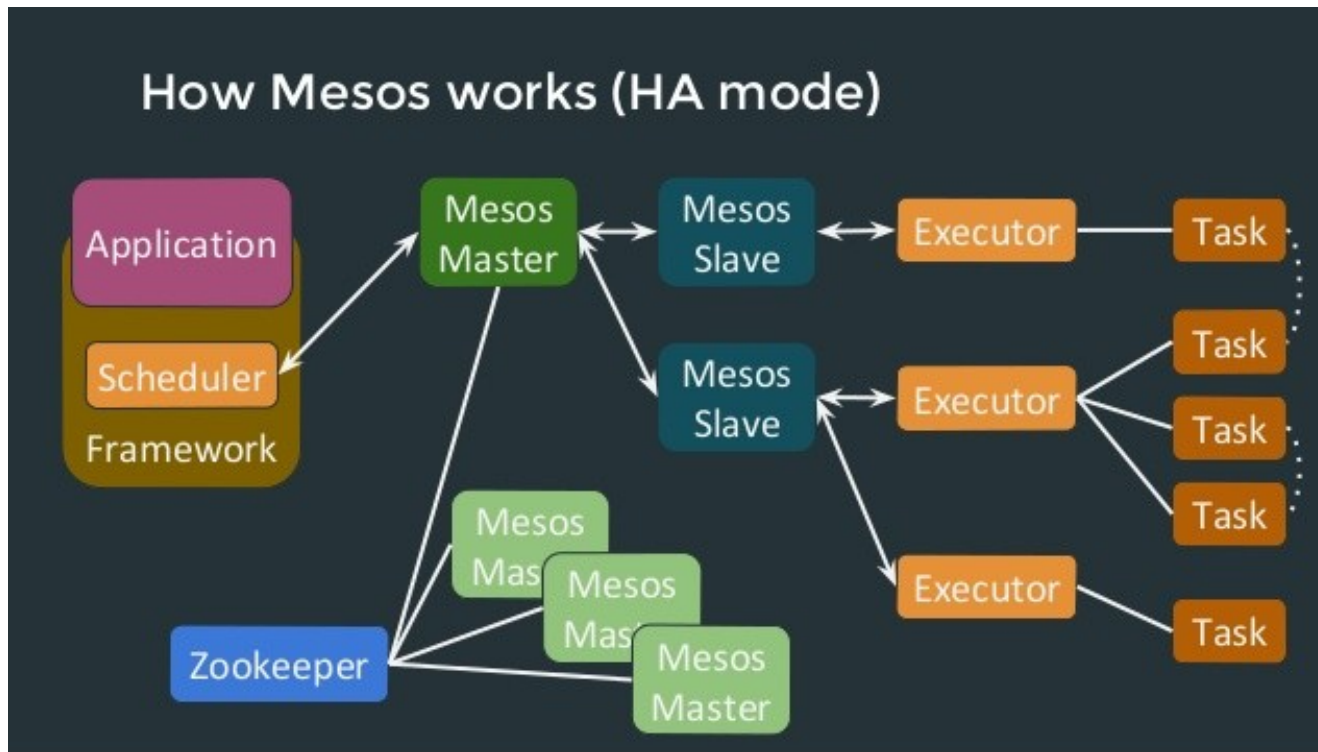 How Mesos works (HA mode)
Application
Scheduler
Framework
Mesos
Master
Mesos
Slave
Executor
Task
Mesos
Slave
Executor
Task
Task
Task
Executor
Task
Zookeeper
Mesos
Mas
Mesos
Mast
Mesos
Master